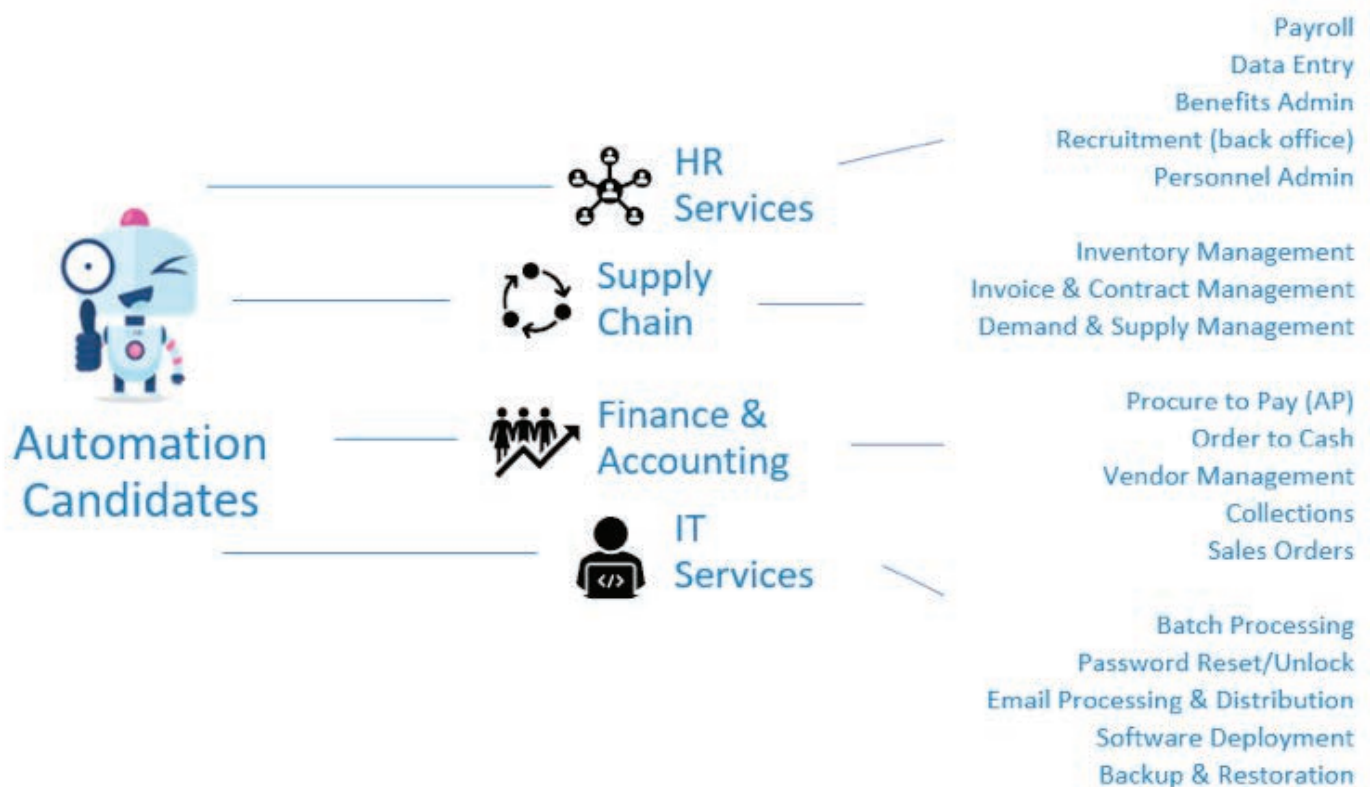 Automation
Candidates
HR
Services
Payroll
Data Entry
Benefits Admin
Recruitment (back office)
Personnel Admin
Supply
Chain
Inventory Management
Invoice & Contract Management
Demand & Supply Management
Finance &
Accounting
Procure to Pay (AP)
Order to Cash
Vendor Management
Collections
Sales Orders
IT
Services
</>
Batch Processing
Password Reset/Unlock
Email Processing & Distribution
Software Deployment
Backup & Restoration